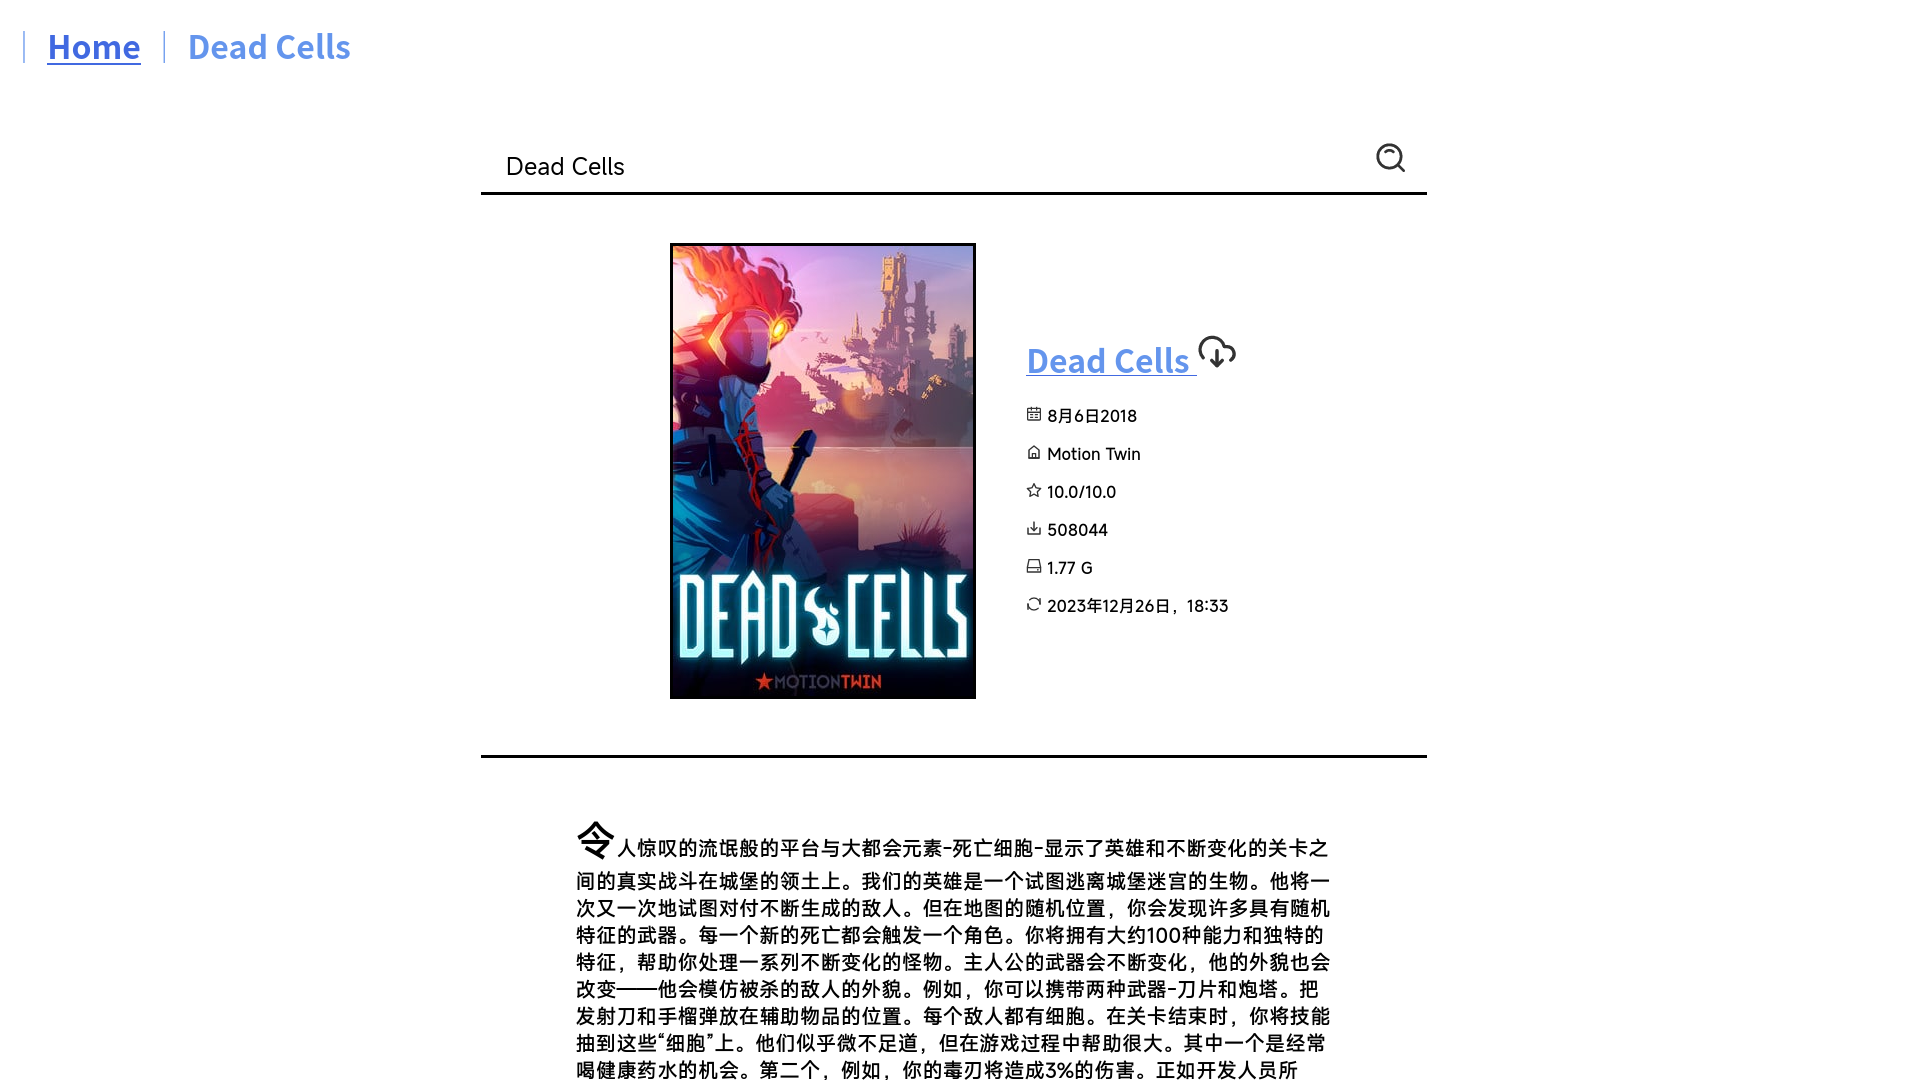 Home Dead Cells
Dead Cells
DEAD CELLS
MOTIONTWIN
Dead Cells
8月6日2018
Motion Twin
10.0/10.0
508044
1.77 G
2023年12月26日，18:33
令人惊叹的流氓般的平台与大都会元素-死亡细胞-显示了英雄和不断变化的关卡之
间的真实战斗在城堡的领土上。我们的英雄是一个试图逃离城堡迷宫的生物。他将一
次又一次地试图对付不断生成的敌人。但在地图的随机位置，你会发现许多具有随机
特征的武器。每一个新的死亡都会触发一个角色。你将拥有大约100种能力和独特的
特征，帮助你处理一系列不断变化的怪物。主人公的武器会不断变化，他的外貌也会
改变——他会模仿被杀的敌人的外貌。例如，你可以携带两种武器-刀片和炮塔。把
发射刀和手榴弹放在辅助物品的位置。每个敌人都有细胞。在关卡结束时，你将技能
抽到这些“细胞”上。他们似乎微不足道，但在游戏过程中帮助很大。其中一个是经常
喝健康药水的机会。第二个，例如，你的毒刃将造成3%的伤害。正如开发人员所